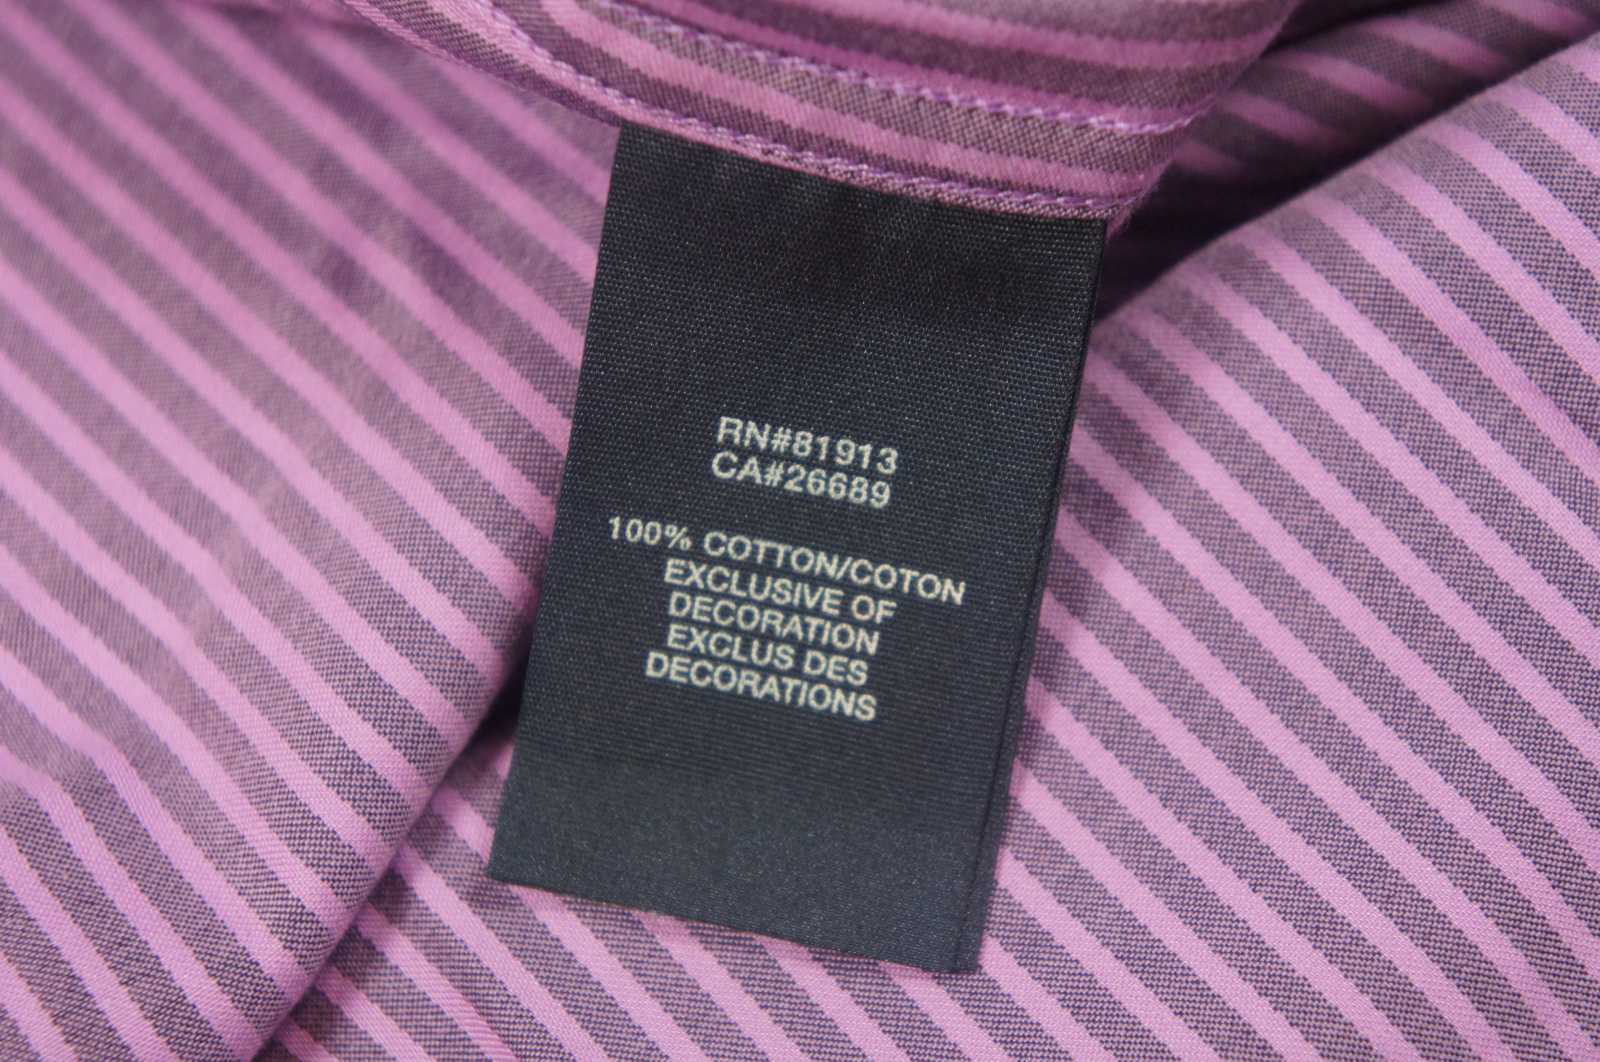 RN#81913
CA#26689
100% COTTON/COTON
EXCLUSIVE OF
DECORATION
EXCLUS DES
DECORATIONS